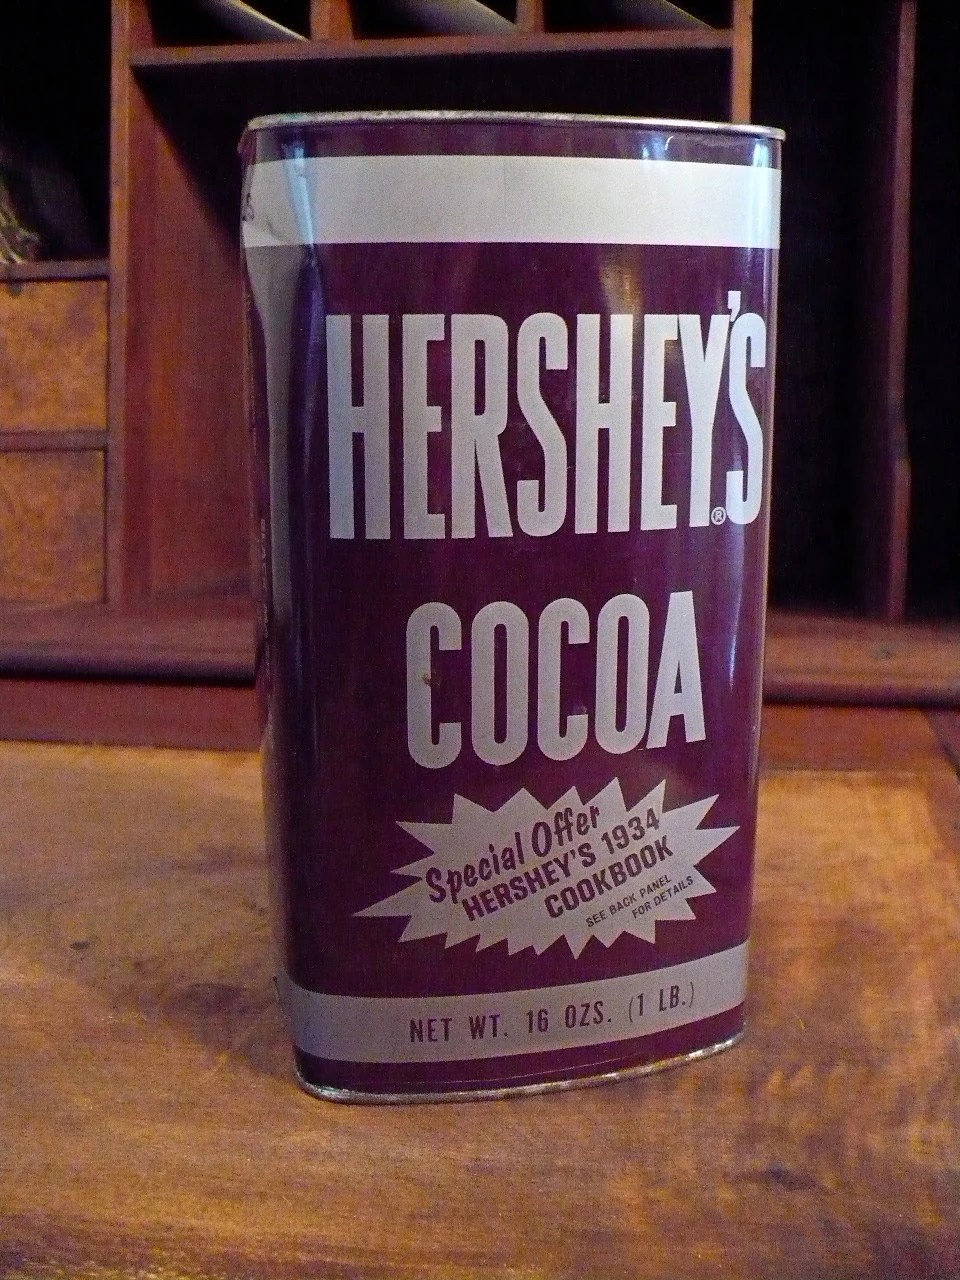 HERSHEY'S®
COCOA
Special Offer
HERSHEY'S 1934
COOKBOOK
SEE BACK PANEL
FOR DETAILS
NET WT. 16 OZS. (1 LB.)